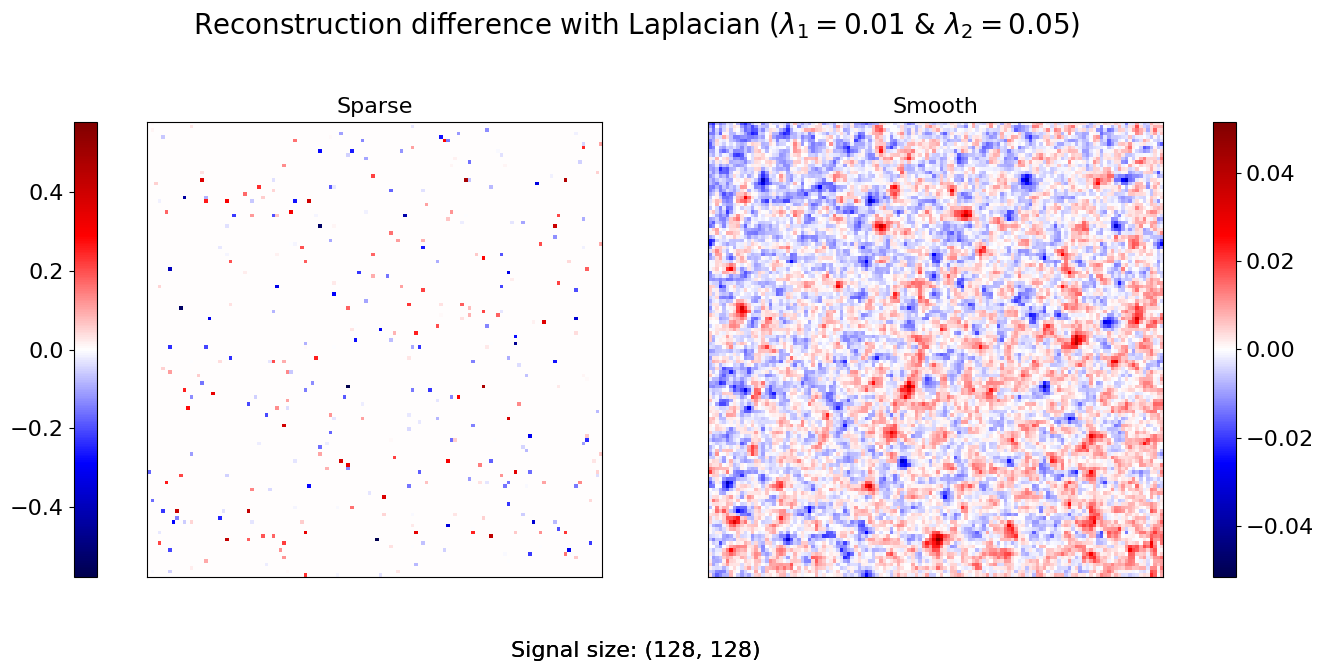 Reconstruction difference with Laplacian (λ₁ = 0.01 & λ₂ = 0.05)
Sparse
Smooth
0.4
0.2
0.0
−0.2
−0.4
0.04
0.02
0.00
−0.02
−0.04
Signal size: (128, 128)